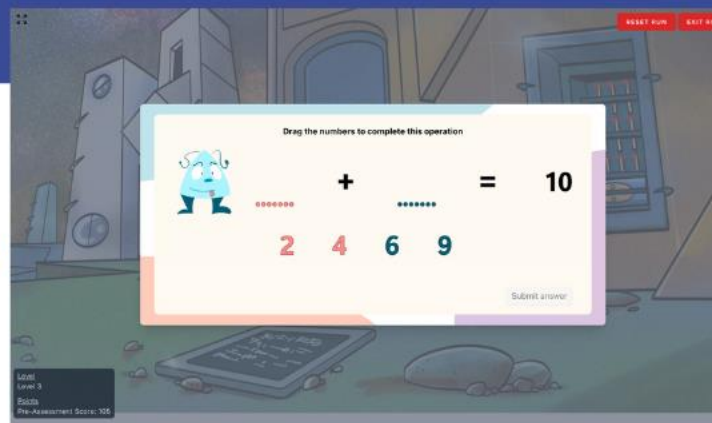 RESET RUN EXIT
Drag the numbers to complete this operation
+ = 10
2 4 6 9
Submit answer
Level
Level 3
Points
Pre-Assessment Score: 105